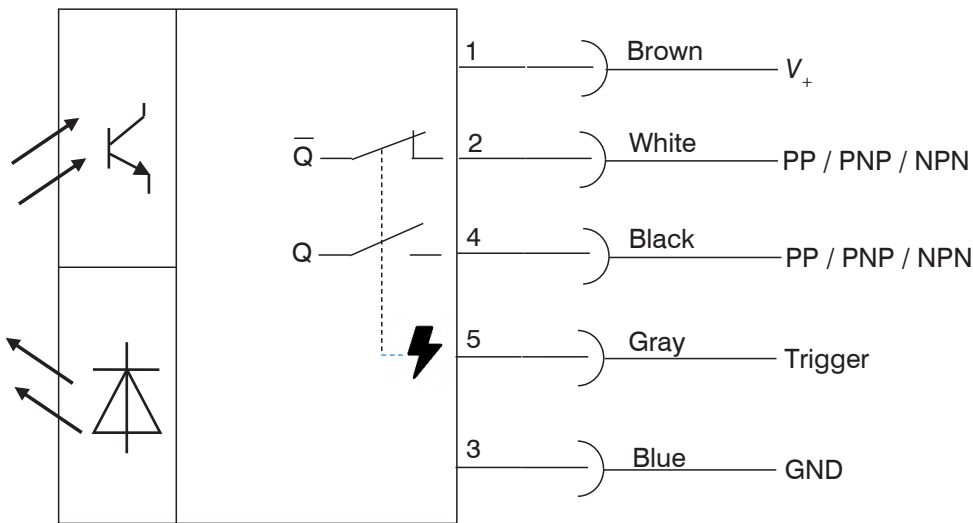 1 Brown V+
Q̅ 2 White PP / PNP / NPN
Q 4 Black PP / PNP / NPN
5 Gray Trigger
3 Blue GND